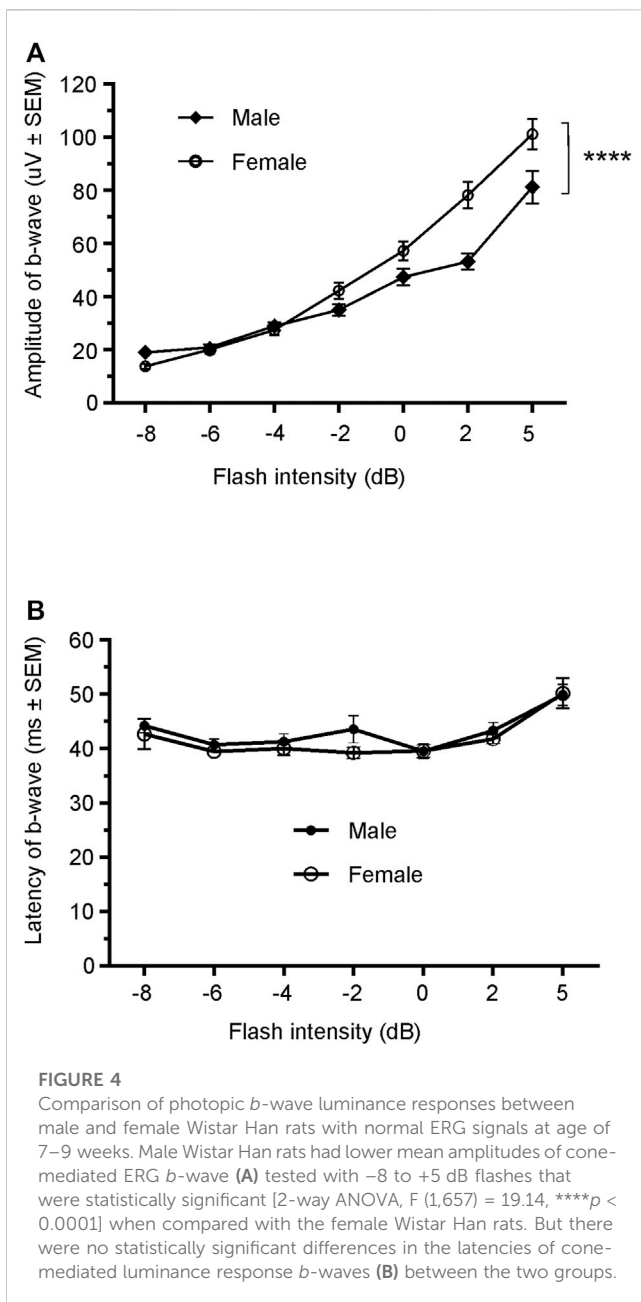 A
Amplitude of b-wave (uV ± SEM)
120
100
80
60
40
20
0
Male
Female
****
-8 -6 -4 -2 0 2 5
Flash intensity (dB)
B
Latency of b-wave (ms ± SEM)
60
50
40
30
20
10
0
Male
Female
-8 -6 -4 -2 0 2 5
Flash intensity (dB)
FIGURE 4
Comparison of photopic b-wave luminance responses between
male and female Wistar Han rats with normal ERG signals at age of
7–9 weeks. Male Wistar Han rats had lower mean amplitudes of cone-
mediated ERG b-wave (A) tested with –8 to +5 dB flashes that
were statistically significant [2-way ANOVA, F (1,657) = 19.14, ****p <
0.0001] when compared with the female Wistar Han rats. But there
were no statistically significant differences in the latencies of cone-
mediated luminance response b-waves (B) between the two groups.